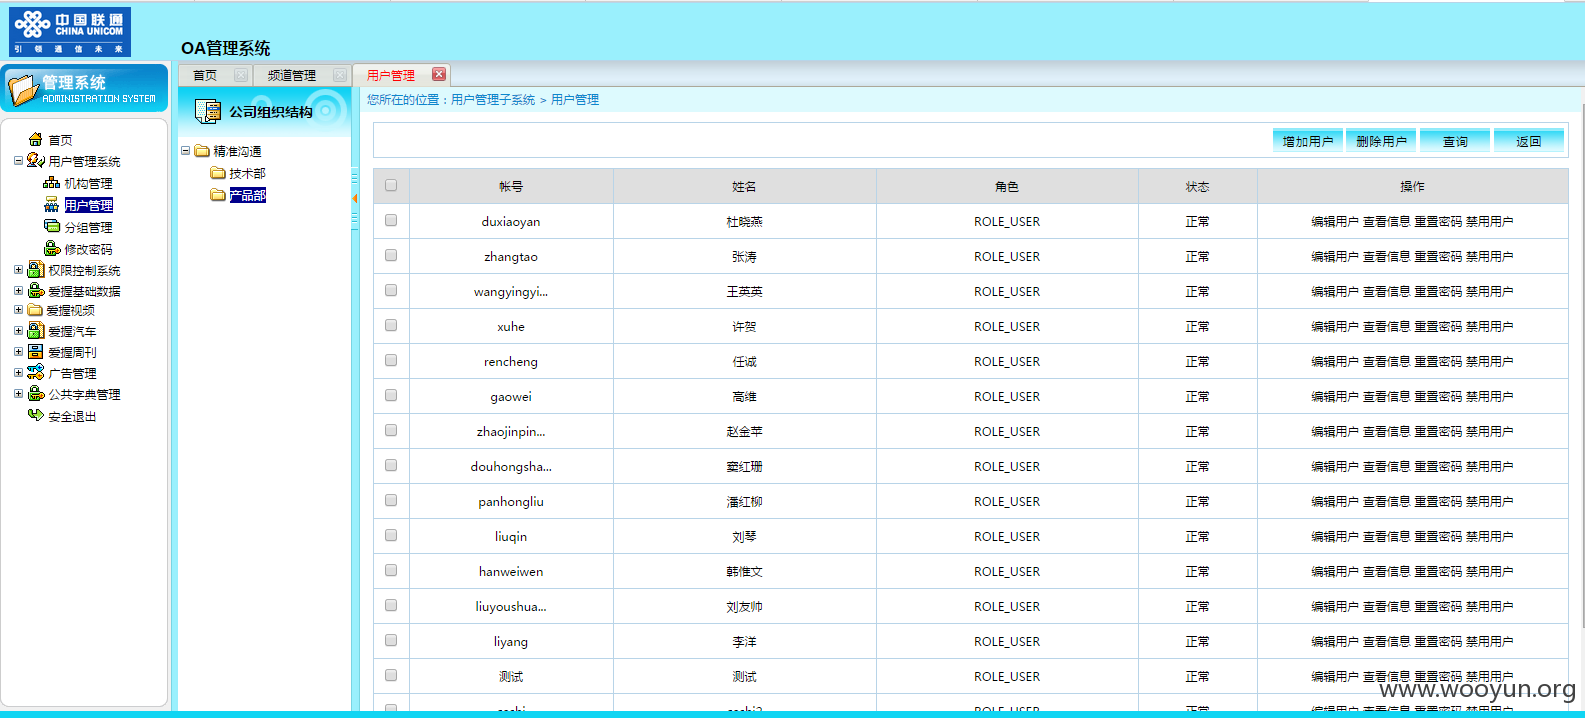 中国联通
CHINA UNICOM
引 领 通 信 未 来
OA管理系统
管理系统
ADMINISTRATION SYSTEM
首页
频道管理
用户管理
首页
用户管理系统
机构管理
用户管理
分组管理
修改密码
权限控制系统
爱握基础数据
爱握视频
爱握汽车
爱握周刊
广告管理
公共字典管理
安全退出
公司组织结构
精准沟通
技术部
产品部
您所在的位置：用户管理子系统 > 用户管理
增加用户 删除用户 查询 返回
帐号 姓名 角色 状态 操作
duxiaoyan 杜晓燕 ROLE_USER 正常 编辑用户 查看信息 重置密码 禁用用户
zhangtao 张涛 ROLE_USER 正常 编辑用户 查看信息 重置密码 禁用用户
wangyingyi... 王英英 ROLE_USER 正常 编辑用户 查看信息 重置密码 禁用用户
xuhe 许贺 ROLE_USER 正常 编辑用户 查看信息 重置密码 禁用用户
rencheng 任诚 ROLE_USER 正常 编辑用户 查看信息 重置密码 禁用用户
gaowei 高维 ROLE_USER 正常 编辑用户 查看信息 重置密码 禁用用户
zhaojinpin... 赵金苹 ROLE_USER 正常 编辑用户 查看信息 重置密码 禁用用户
douhongsha... 窦红珊 ROLE_USER 正常 编辑用户 查看信息 重置密码 禁用用户
panhongliu 潘红柳 ROLE_USER 正常 编辑用户 查看信息 重置密码 禁用用户
liuqin 刘琴 ROLE_USER 正常 编辑用户 查看信息 重置密码 禁用用户
hanweiwen 韩惟文 ROLE_USER 正常 编辑用户 查看信息 重置密码 禁用用户
liuyoushua... 刘友帅 ROLE_USER 正常 编辑用户 查看信息 重置密码 禁用用户
liyang 李洋 ROLE_USER 正常 编辑用户 查看信息 重置密码 禁用用户
测试 测试 ROLE_USER 正常 编辑用户 查看信息 重置密码 禁用用户
ROLE_USER 正常 编辑用户 查看信息 重置密码 禁用用户
www.wooyun.org